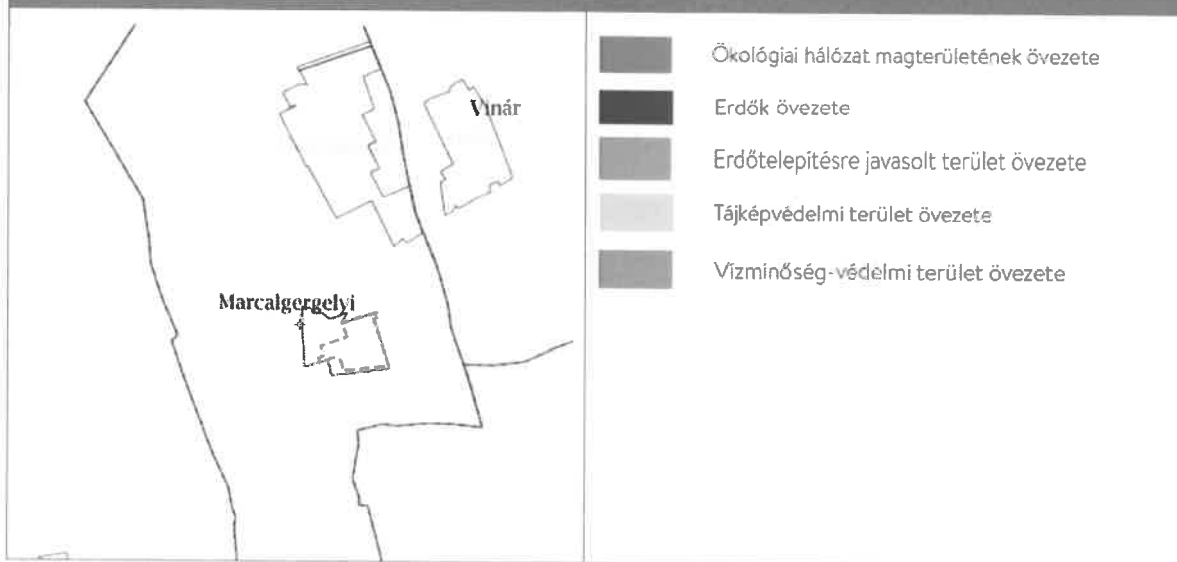 Vinár
Marcalgergelyi
Ökológiai hálózat magterületének övezete
Erdők övezete
Erdőtelepítésre javasolt terület övezete
Tájképvédelmi terület övezete
Vízminőség-védelmi terület övezete